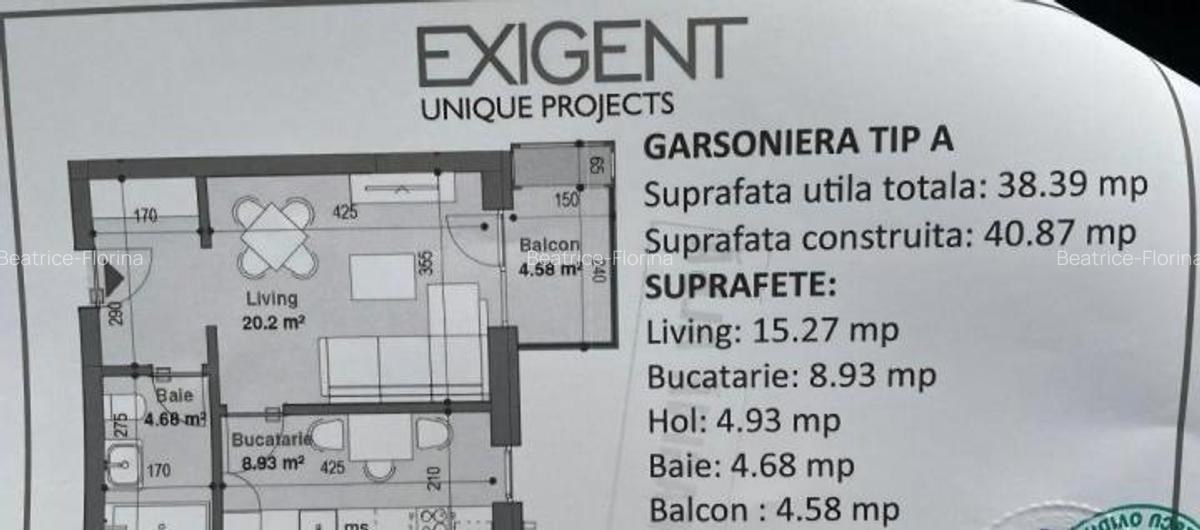 EXIGENT
UNIQUE PROJECTS
GARSONIERA TIP A
Suprafata utila totala: 38.39 mp
Suprafata construita: 40.87 mp
SUPRAFETE:
Living: 15.27 mp
Bucatarie: 8.93 mp
Hol: 4.93 mp
Baie: 4.68 mp
Balcon : 4.58 mp
65
150
170
425
Balcon
4.58 m²
355
Living
20.2 m²
290
Baie
4.68 m²
275
Bucatarie
8.93 m²
170
425
210
ms
Beatrice-Florina
Beatrice-Florina
Beatrice-Florina